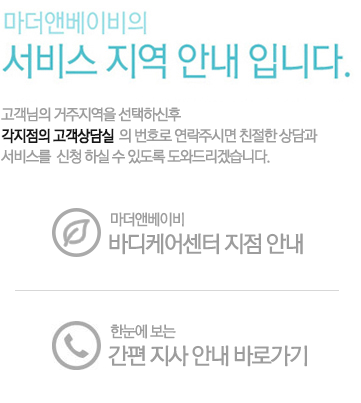 마더앤베이비의
서비스 지역 안내 입니다.
고객님의 거주지역을 선택하신후
각지점의 고객상담실 의 번호로 연락주시면 친절한 상담과
서비스를 신청 하실 수 있도록 도와드리겠습니다.
마더앤베이비
바디케어센터 지점 안내
한눈에 보는
간편 지사 안내 바로가기